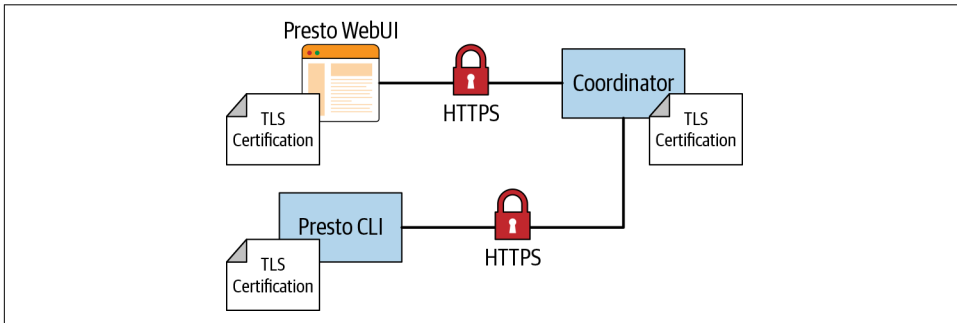 Presto WebUI
HTTPS
Coordinator
TLS
Certification
TLS
Certification
Presto CLI
HTTPS
TLS
Certification